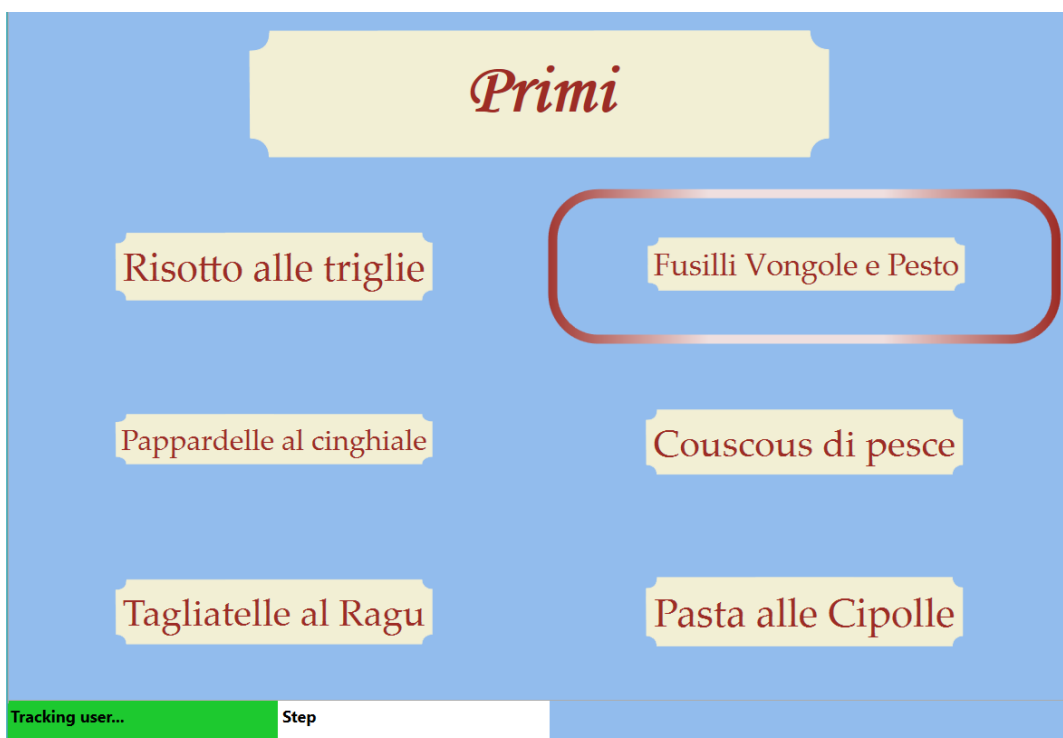 Primi
Risotto alle triglie
Fusilli Vongole e Pesto
Pappardelle al cinghiale
Couscous di pesce
Tagliatelle al Ragu
Pasta alle Cipolle
Tracking user...
Step